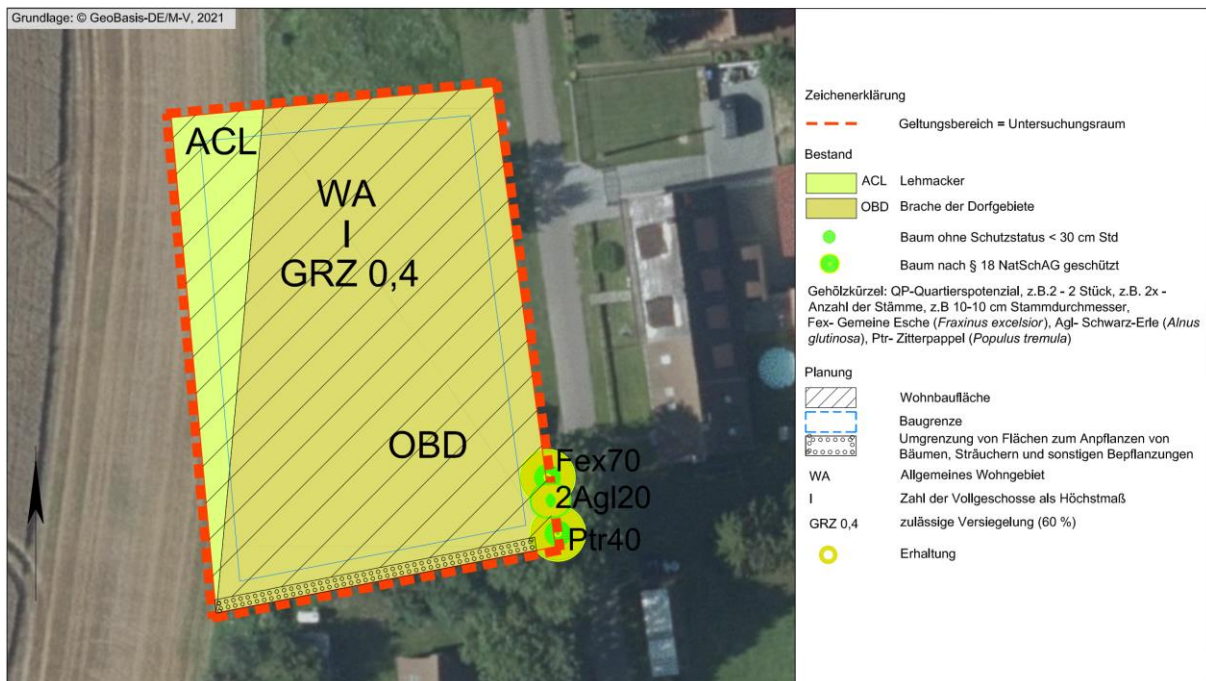 Grundlage: © GeoBasis-DE/M-V, 2021
ACL
WA
I
GRZ 0,4
OBD
Fex70
2Agl20
Ptr40
Zeichenerklärung
Geltungsbereich = Untersuchungsraum
Bestand
ACL Lehmacker
OBD Brache der Dorfgebiete
Baum ohne Schutzstatus < 30 cm Std
Baum nach § 18 NatSchAG geschützt
Gehölzkürzel: QP-Quartierspotenzial, z.B.2 - 2 Stück, z.B. 2x -
Anzahl der Stämme, z.B 10-10 cm Stammdurchmesser,
Fex- Gemeine Esche (Fraxinus excelsior), Agl- Schwarz-Erle (Alnus
glutinosa), Ptr- Zitterpappel (Populus tremula)
Planung
Wohnbaufläche
Baugrenze
Umgrenzung von Flächen zum Anpflanzen von
Bäumen, Sträuchern und sonstigen Bepflanzungen
WA Allgemeines Wohngebiet
I Zahl der Vollgeschosse als Höchstmaß
GRZ 0,4 zulässige Versiegelung (60 %)
Erhaltung